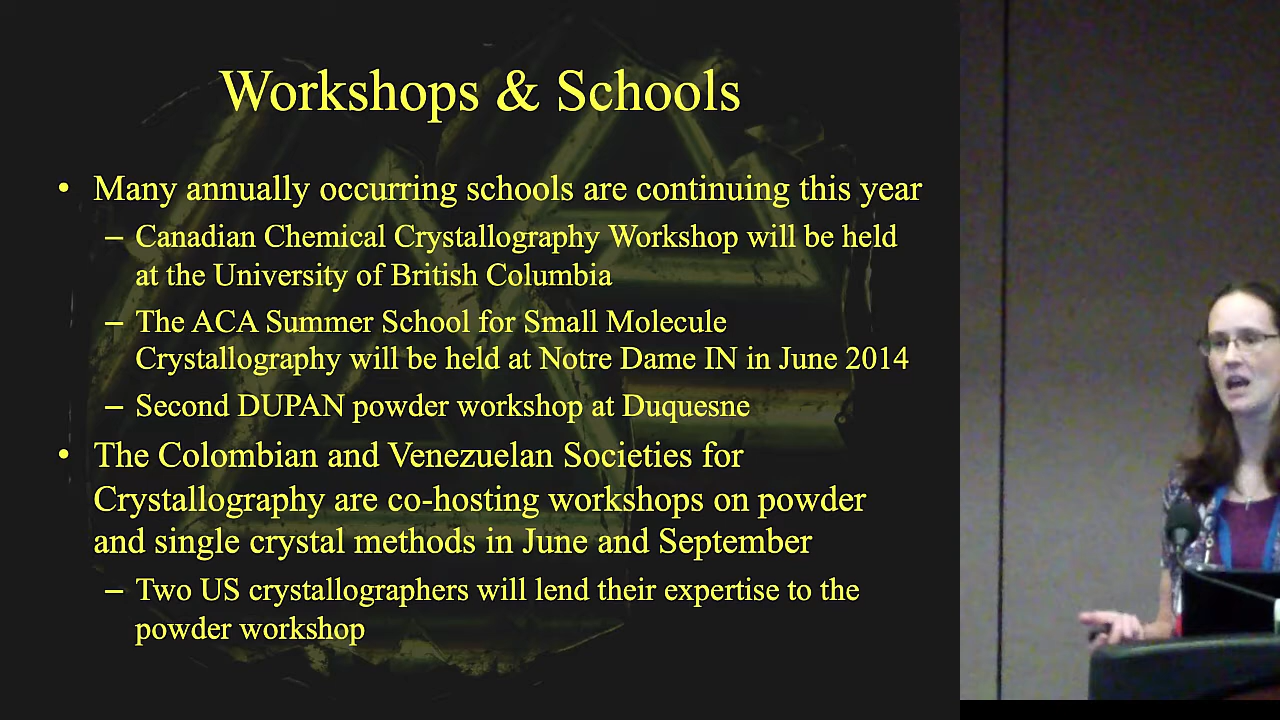 Workshops & Schools
• Many annually occurring schools are continuing this year
– Canadian Chemical Crystallography Workshop will be held
at the University of British Columbia
– The ACA Summer School for Small Molecule
Crystallography will be held at Notre Dame IN in June 2014
– Second DUPAN powder workshop at Duquesne
• The Colombian and Venezuelan Societies for
Crystallography are co-hosting workshops on powder
and single crystal methods in June and September
– Two US crystallographers will lend their expertise to the
powder workshop